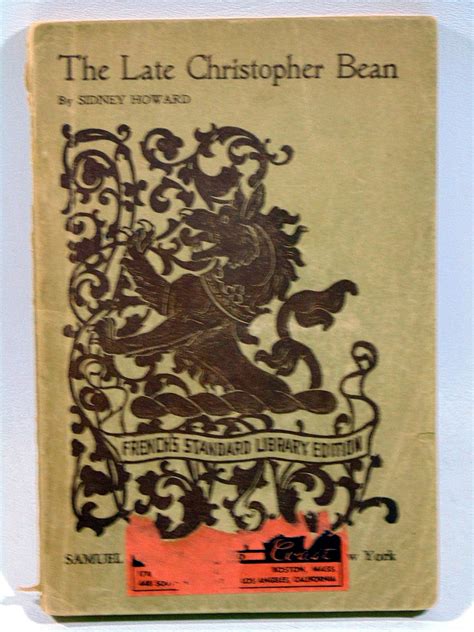 The Late Christopher Bean
By SIDNEY HOWARD
FRENCH'S STANDARD LIBRARY EDITION
SAMUEL
York
BOSTON, MASS.
LOS ANGELES, CALIFORNIA